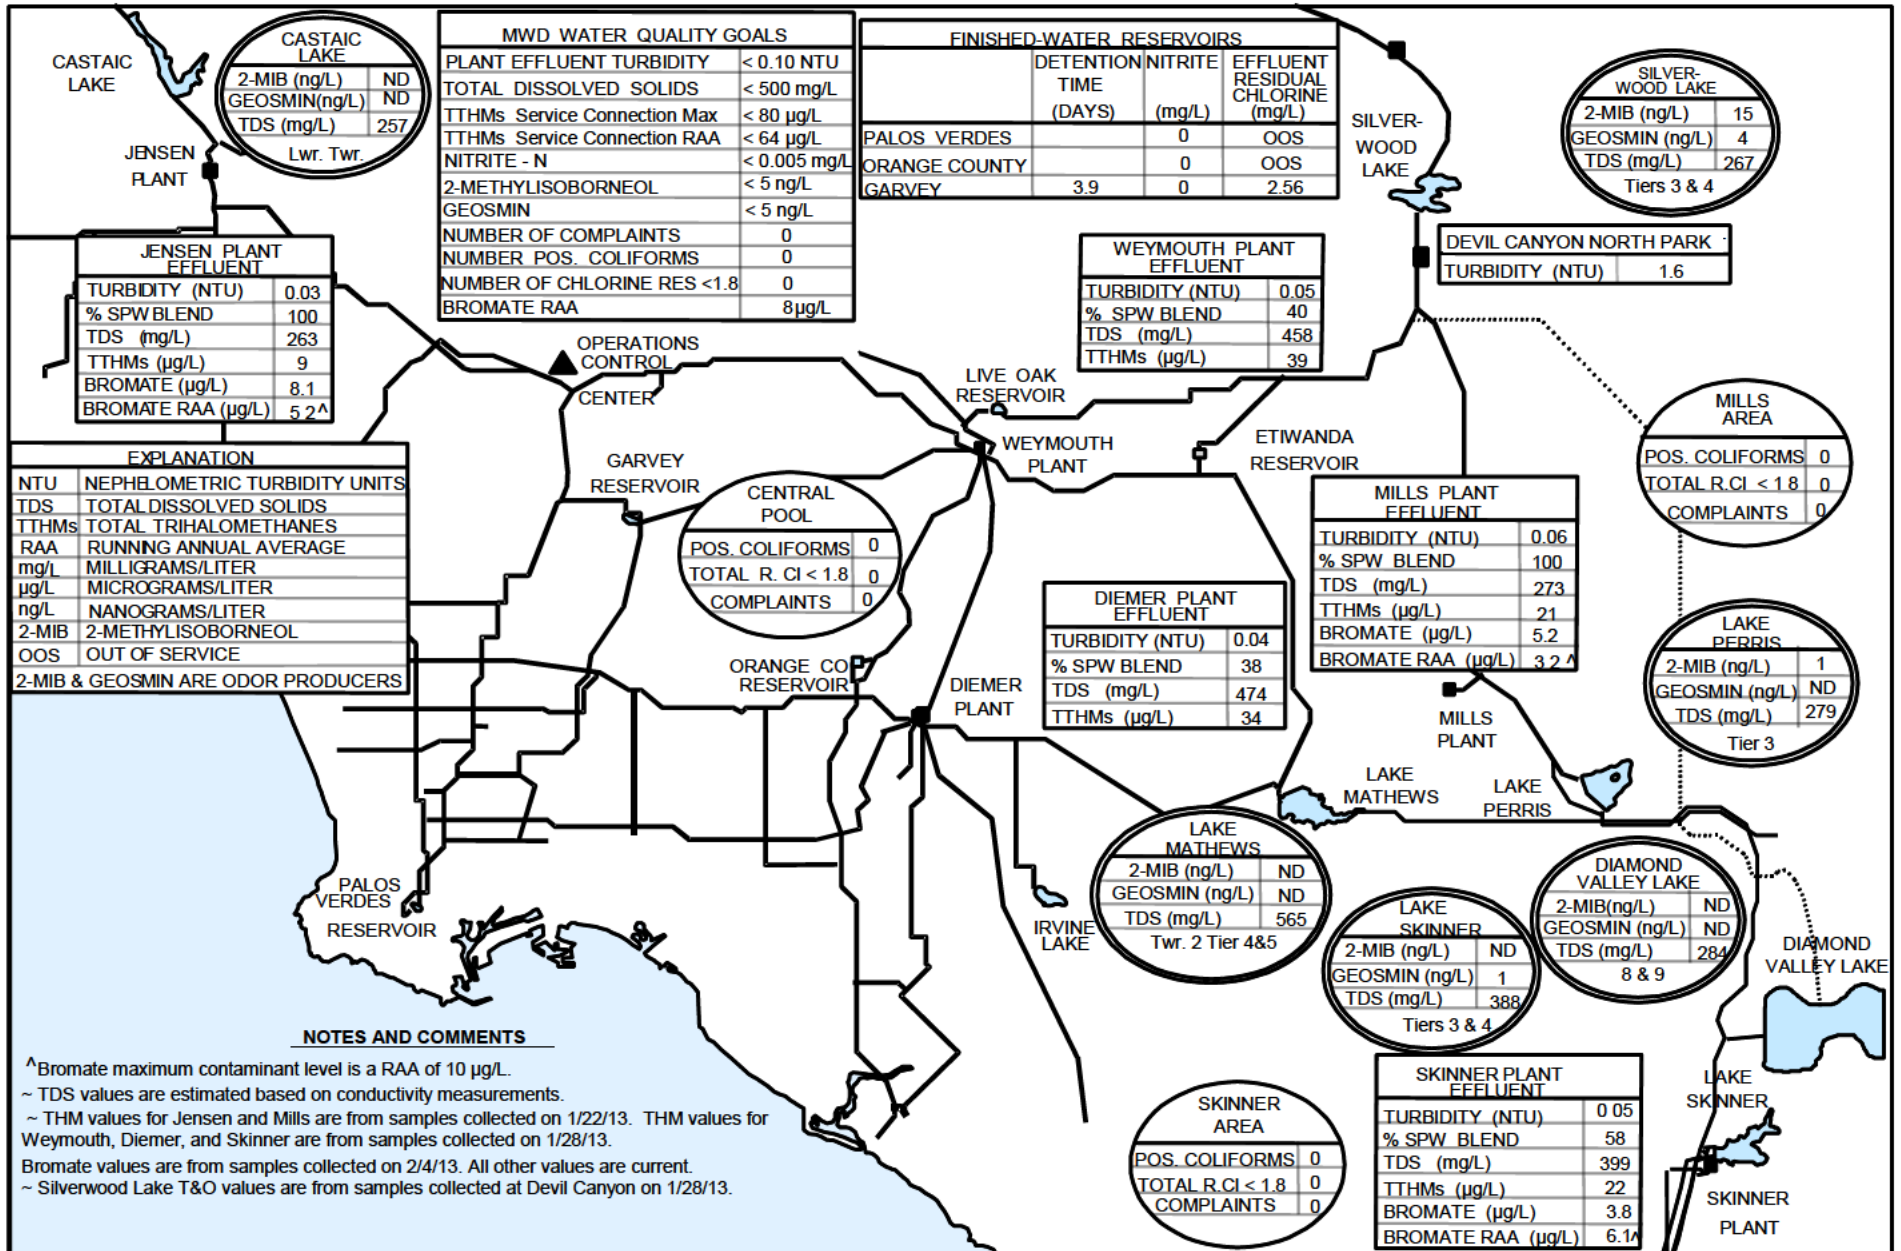 CASTAIC
LAKE
CASTAIC
LAKE
2-MIB (ng/L) ND
GEOSMIN(ng/L) ND
TDS (mg/L) 257
Lwr. Twr.
JENSEN
PLANT
MWD WATER QUALITY GOALS
PLANT EFFLUENT TURBIDITY < 0.10 NTU
TOTAL DISSOLVED SOLIDS < 500 mg/L
TTHMs Service Connection Max < 80 µg/L
TTHMs Service Connection RAA < 64 µg/L
NITRITE - N < 0.005 mg/L
2-METHYLISOBORNEOL < 5 ng/L
GEOSMIN < 5 ng/L
NUMBER OF COMPLAINTS 0
NUMBER POS. COLIFORMS 0
NUMBER OF CHLORINE RES <1.8 0
BROMATE RAA 8µg/L
FINISHED-WATER RESERVOIRS
DETENTION NITRITE EFFLUENT
TIME RESIDUAL
CHLORINE
(DAYS) (mg/L) (mg/L)
PALOS VERDES 0 OOS
ORANGE COUNTY 0 OOS
GARVEY 3.9 0 2.56
SILVER-
WOOD
LAKE
SILVER-
WOOD LAKE
2-MIB (ng/L) 15
GEOSMIN (ng/L) 4
TDS (mg/L) 267
Tiers 3 & 4
DEVIL CANYON NORTH PARK
TURBIDITY (NTU) 1.6
JENSEN PLANT
EFFLUENT
TURBIDITY (NTU) 0.03
% SPW BLEND 100
TDS (mg/L) 263
TTHMs (µg/L) 9
BROMATE (µg/L) 8.1
BROMATE RAA (µg/L) 5 2^
WEYMOUTH PLANT
EFFLUENT
TURBIDITY (NTU) 0.05
% SPW BLEND 40
TDS (mg/L) 458
TTHMs (µg/L) 39
OPERATIONS
CONTROL
CENTER
LIVE OAK
RESERVOIR
WEYMOUTH
PLANT
ETIWANDA
RESERVOIR
MILLS
AREA
POS. COLIFORMS 0
TOTAL R.Cl < 1 8 0
COMPLAINTS 0
EXPLANATION
NTU NEPHELOMETRIC TURBIDITY UNITS
TDS TOTAL DISSOLVED SOLIDS
TTHMs TOTAL TRIHALOMETHANES
RAA RUNNING ANNUAL AVERAGE
mg/L MILLIGRAMS/LITER
µg/L MICROGRAMS/LITER
ng/L NANOGRAMS/LITER
2-MIB 2-METHYLISOBORNEOL
OOS OUT OF SERVICE
2-MIB & GEOSMIN ARE ODOR PRODUCERS
GARVEY
RESERVOIR
CENTRAL
POOL
POS. COLIFORMS 0
TOTAL R. Cl < 1.8 0
COMPLAINTS 0
MILLS PLANT
EFFLUENT
TURBIDITY (NTU) 0.06
% SPW BLEND 100
TDS (mg/L) 273
TTHMs (µg/L) 21
BROMATE (µg/L) 5.2
BROMATE RAA (µg/L) 3 2 ^
DIEMER PLANT
EFFLUENT
TURBIDITY (NTU) 0.04
% SPW BLEND 38
TDS (mg/L) 474
TTHMs (µg/L) 34
ORANGE CO
RESERVOIR
DIEMER
PLANT
LAKE
PERRIS
2-MIB (ng/L) 1
GEOSMIN (ng/L) ND
TDS (mg/L) 279
Tier 3
MILLS
PLANT
LAKE
MATHEWS
LAKE
PERRIS
LAKE
MATHEWS
2-MIB (ng/L) ND
GEOSMIN (ng/L) ND
TDS (mg/L) 565
Twr. 2 Tier 4&5
DIAMOND
VALLEY LAKE
2-MIB(ng/L) ND
GEOSMIN (ng/L) ND
TDS (mg/L) 284
8 & 9
PALOS
VERDES
RESERVOIR
IRVINE
LAKE
LAKE
SKINNER
2-MIB (ng/L) ND
GEOSMIN (ng/L) 1
TDS (mg/L) 388
Tiers 3 & 4
DIAMOND
VALLEY LAKE
NOTES AND COMMENTS
^Bromate maximum contaminant level is a RAA of 10 µg/L.
~ TDS values are estimated based on conductivity measurements.
~ THM values for Jensen and Mills are from samples collected on 1/22/13. THM values for
Weymouth, Diemer, and Skinner are from samples collected on 1/28/13.
Bromate values are from samples collected on 2/4/13. All other values are current.
~ Silverwood Lake T&O values are from samples collected at Devil Canyon on 1/28/13.
SKINNER
AREA
POS. COLIFORMS 0
TOTAL R.Cl < 1.8 0
COMPLAINTS 0
SKINNER PLANT
EFFLUENT
TURBIDITY (NTU) 0 05
% SPW BLEND 58
TDS (mg/L) 399
TTHMs (µg/L) 22
BROMATE (µg/L) 3.8
BROMATE RAA (µg/L) 6.1^
LAKE
SKINNER
SKINNER
PLANT